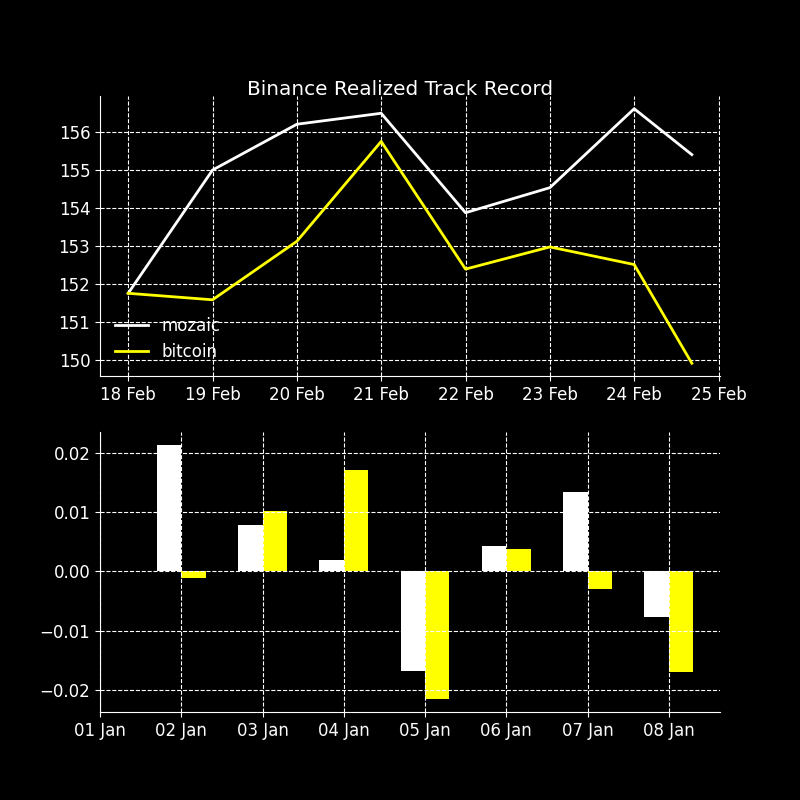 Binance Realized Track Record
156
155
154
153
152
151
150
mozaic
bitcoin
18 Feb 19 Feb 20 Feb 21 Feb 22 Feb 23 Feb 24 Feb 25 Feb
0.02
0.01
0.00
−0.01
−0.02
01 Jan 02 Jan 03 Jan 04 Jan 05 Jan 06 Jan 07 Jan 08 Jan